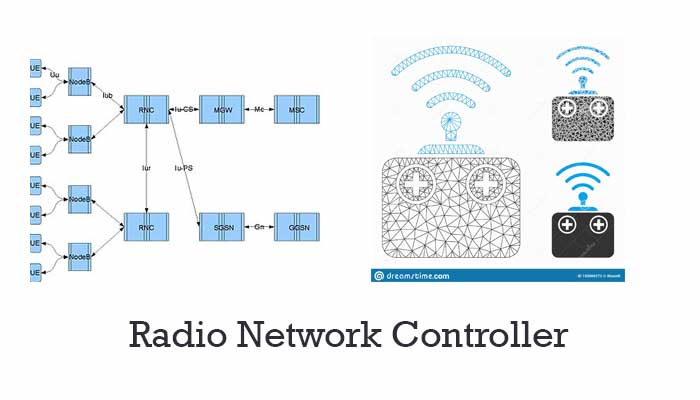 UE
Uu
NodeB
UE
Iub
RNC
Iu-CS
MGW
Mc
MSC
UE
NodeB
UE
Iur
Iu-PS
UE
NodeB
UE
RNC
SGSN
Gn
GGSN
UE
NodeB
UE
dreamstime.com
Radio Network Controller